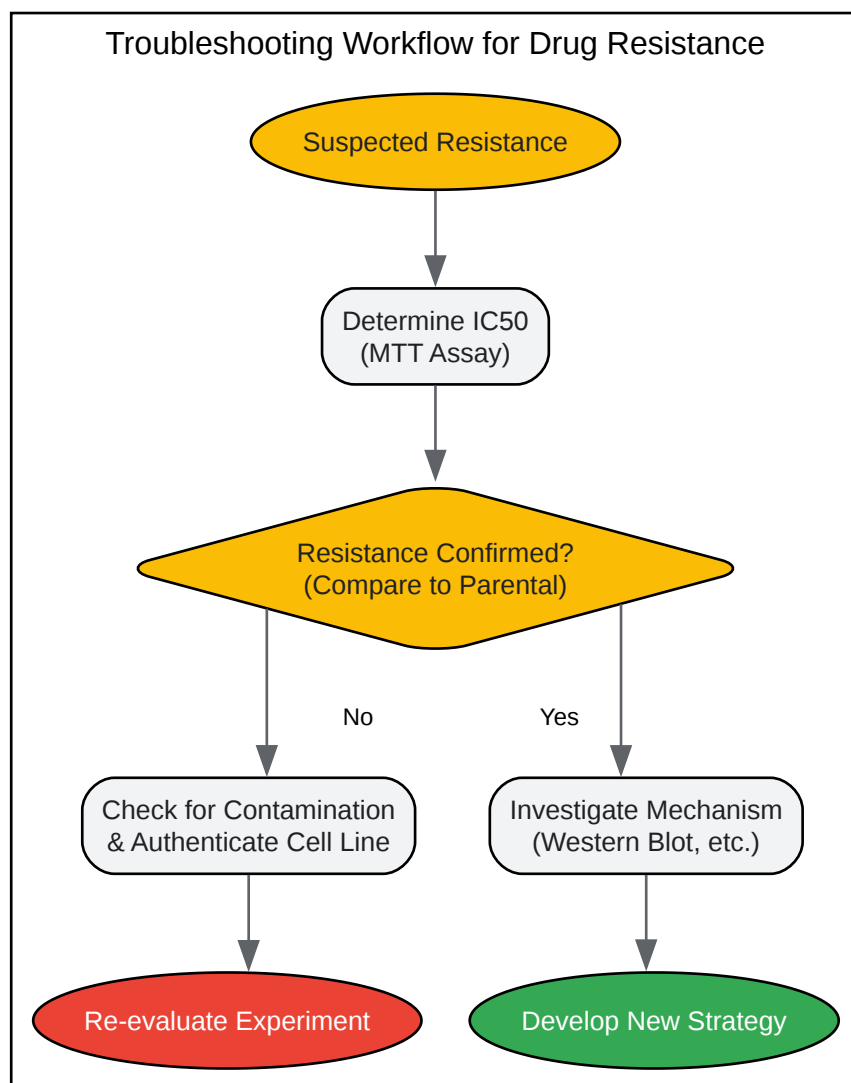 Troubleshooting Workflow for Drug Resistance
Suspected Resistance
Determine IC50
(MTT Assay)
Resistance Confirmed?
(Compare to Parental)
No
Yes
Check for Contamination
& Authenticate Cell Line
Investigate Mechanism
(Western Blot, etc.)
Re-evaluate Experiment
Develop New Strategy